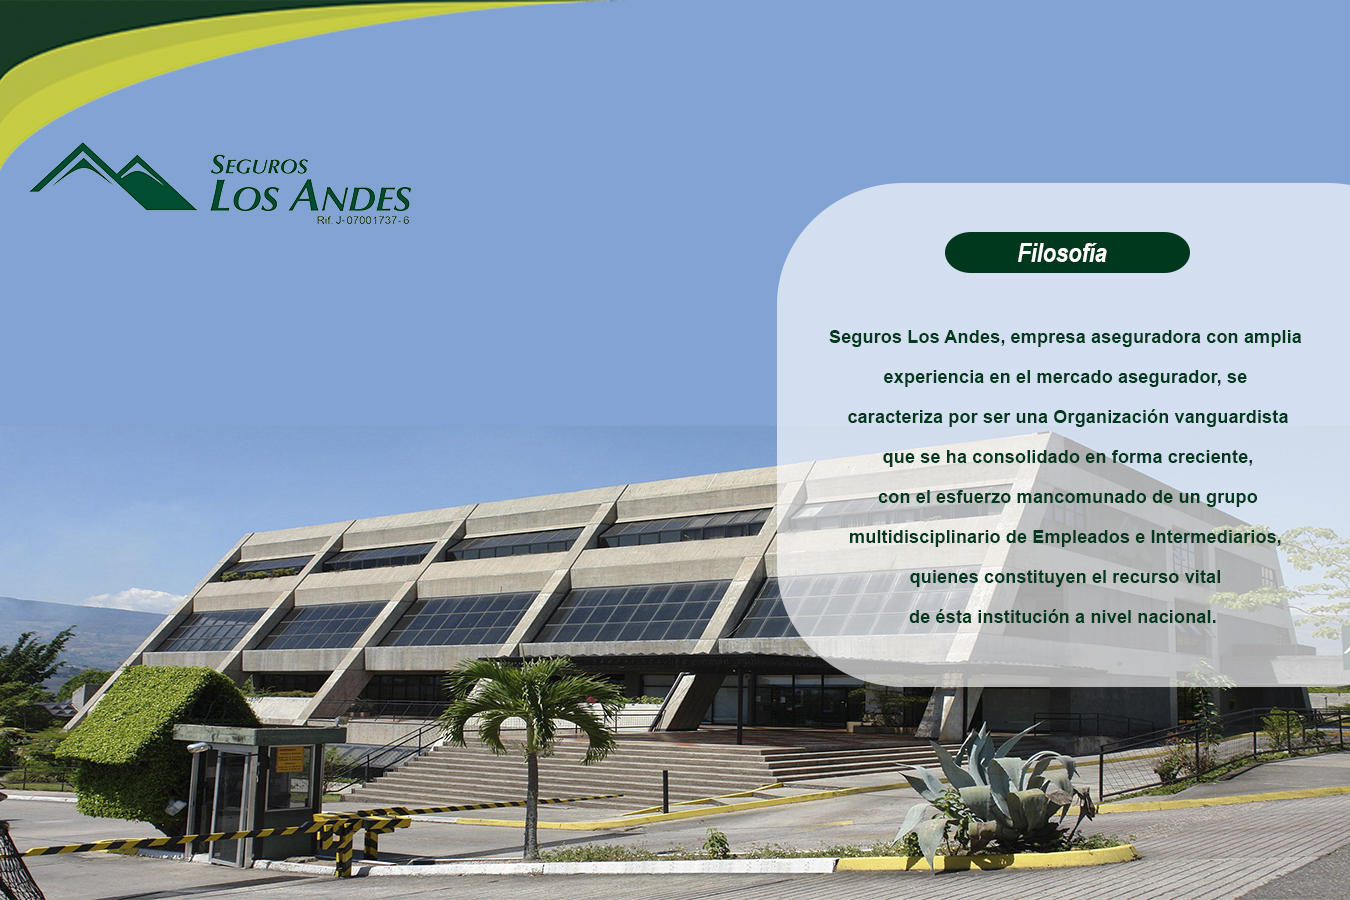 SEGUROS
LOS ANDES
Rif. J-07001737-6
Filosofía
Seguros Los Andes, empresa aseguradora con amplia
experiencia en el mercado asegurador, se
caracteriza por ser una Organización vanguardista
que se ha consolidado en forma creciente,
con el esfuerzo mancomunado de un grupo
multidisciplinario de Empleados e Intermediarios,
quienes constituyen el recurso vital
de ésta institución a nivel nacional.